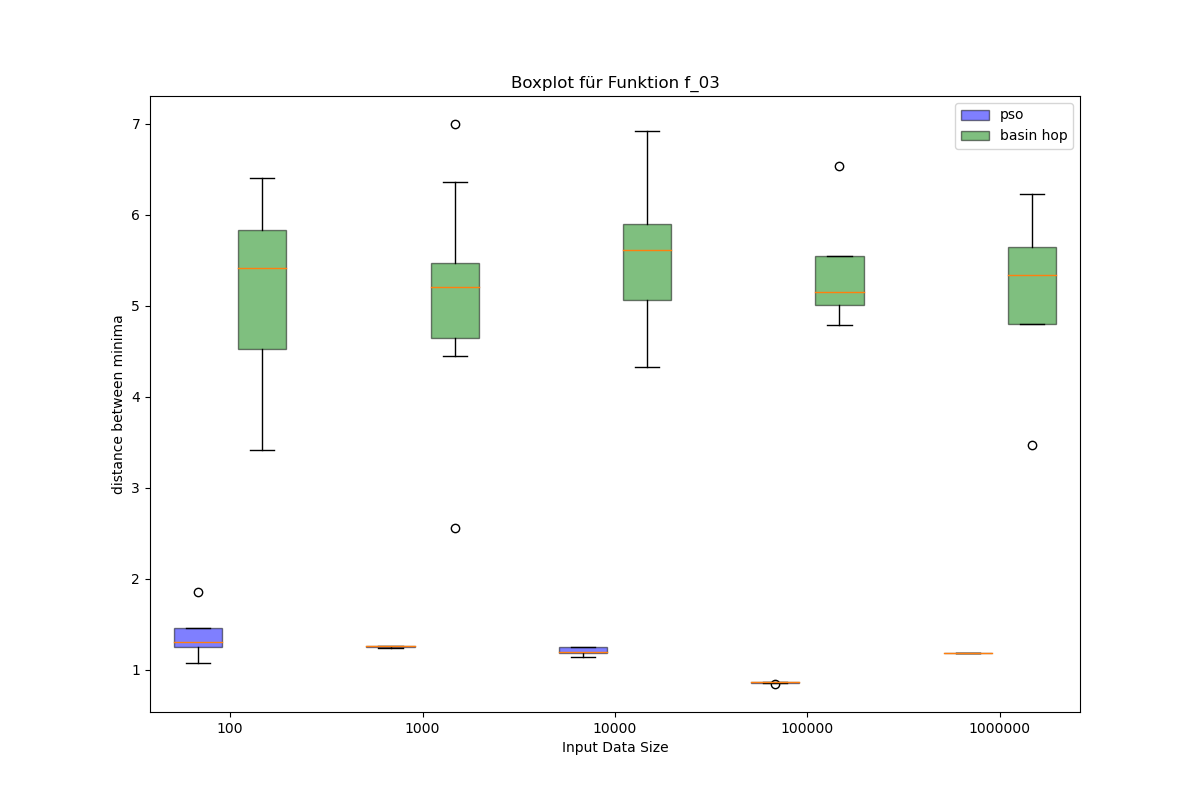 Boxplot für Funktion f_03
pso
basin hop
7
6
5
4
3
2
1
distance between minima
100
1000
10000
100000
1000000
Input Data Size